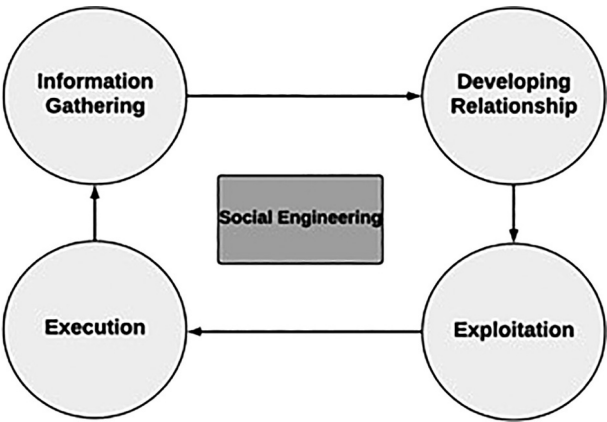 Information
Gathering
Developing
Relationship
Social Engineering
Execution
Exploitation